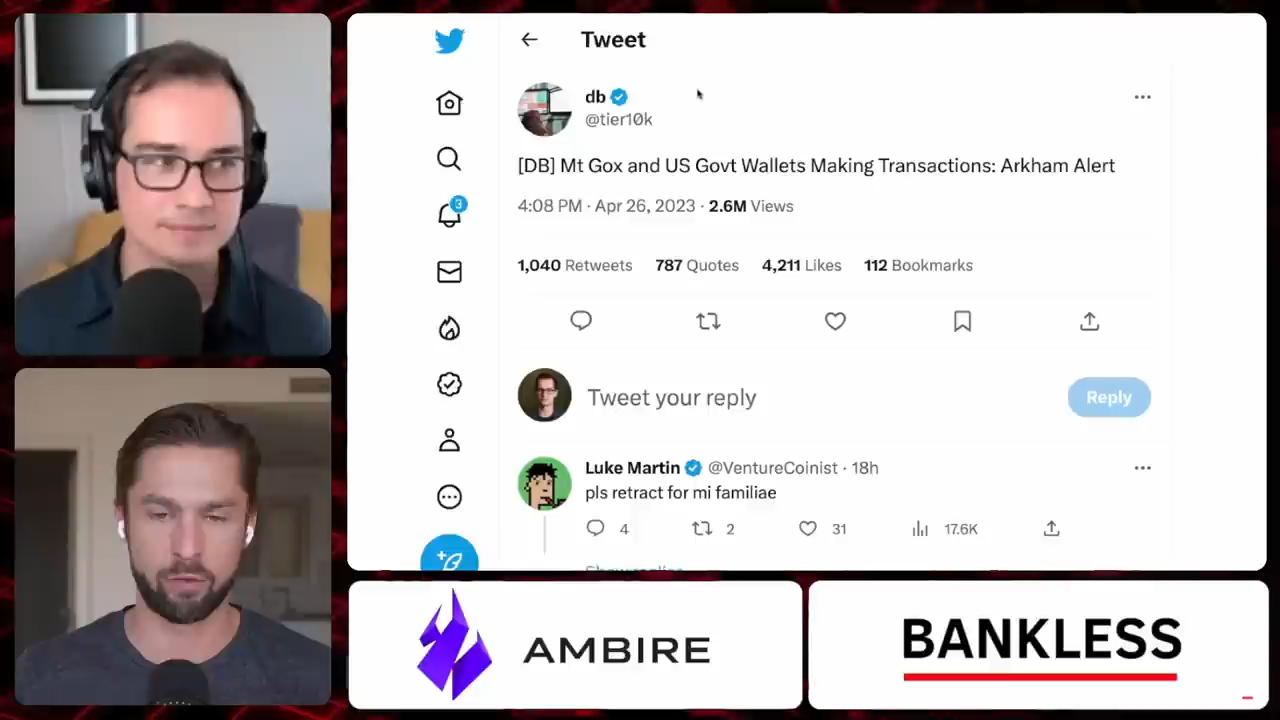 Tweet
db
@tier10k
[DB] Mt Gox and US Govt Wallets Making Transactions: Arkham Alert
4:08 PM · Apr 26, 2023 · 2.6M Views
1,040 Retweets 787 Quotes 4,211 Likes 112 Bookmarks
3
Tweet your reply
Reply
Luke Martin @VentureCoinist · 18h
pls retract for mi familiae
4 2 31 17.6K
Show replies
AMBIRE
BANKLESS